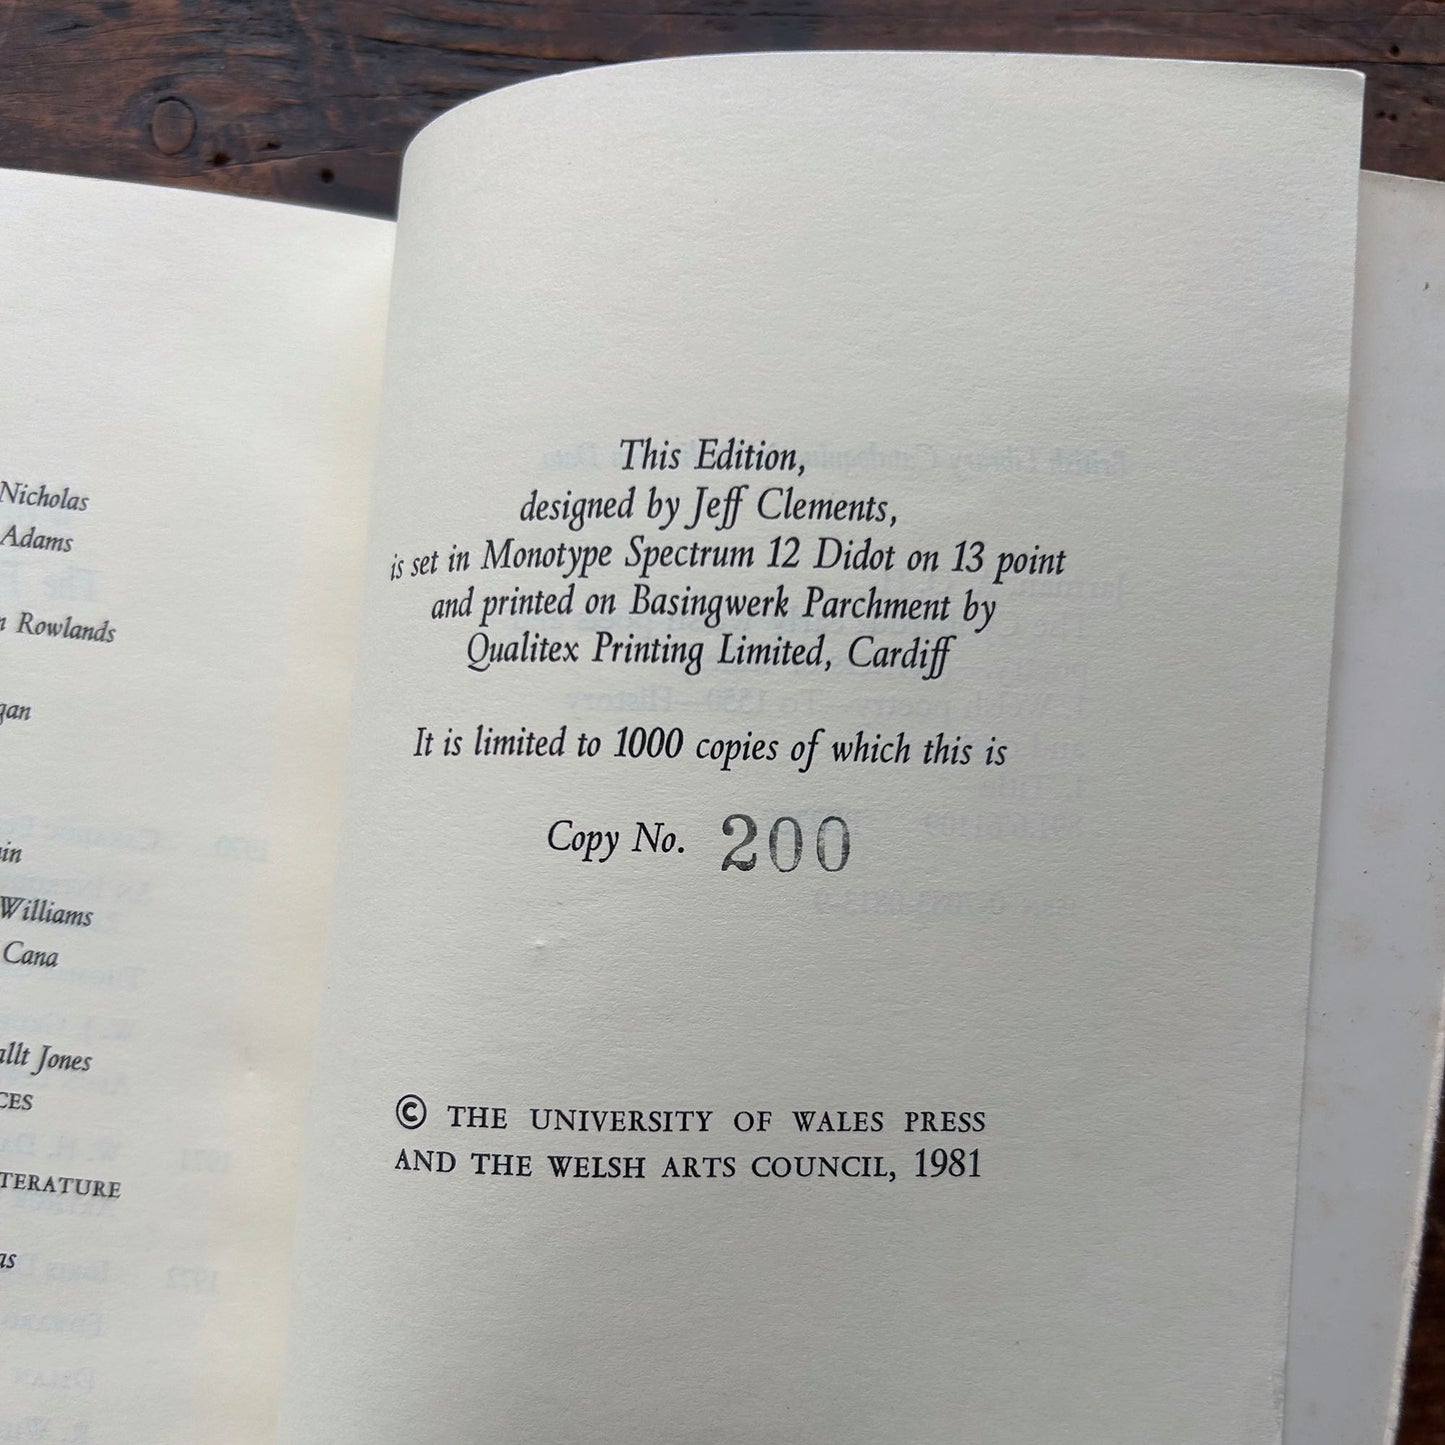 Nicholas
Adams
Rowlands
Williams
Cana
Jones
This Edition,
designed by Jeff Clements,
is set in Monotype Spectrum 12 Didot on 13 point
and printed on Basingwerk Parchment by
Qualitex Printing Limited, Cardiff
It is limited to 1000 copies of which this is
Copy No. 200
© THE UNIVERSITY OF WALES PRESS
AND THE WELSH ARTS COUNCIL, 1981